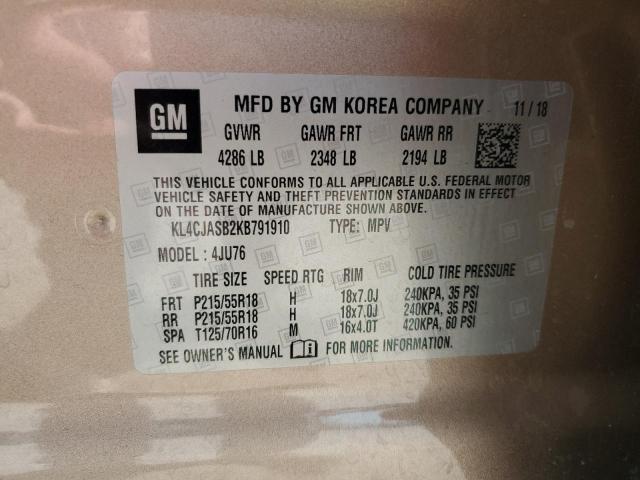 GM MFD BY GM KOREA COMPANY 11/18
GVWR GAWR FRT GAWR RR
4286 LB 2348 LB 2194 LB
THIS VEHICLE CONFORMS TO ALL APPLICABLE U.S. FEDERAL MOTOR
VEHICLE SAFETY AND THEFT PREVENTION STANDARDS IN EFFECT
ON THE DATE OF MANUFACTURE SHOWN ABOVE.
KL4CJASB2KB791910 TYPE: MPV
MODEL: 4JU76
TIRE SIZE SPEED RTG RIM COLD TIRE PRESSURE
FRT P215/55R18 H 18x7.0J 240KPA, 35 PSI
RR P215/55R18 H 18x7.0J 240KPA, 35 PSI
SPA T125/70R16 M 16x4.0T 420KPA, 60 PSI
SEE OWNER'S MANUAL FOR MORE INFORMATION.